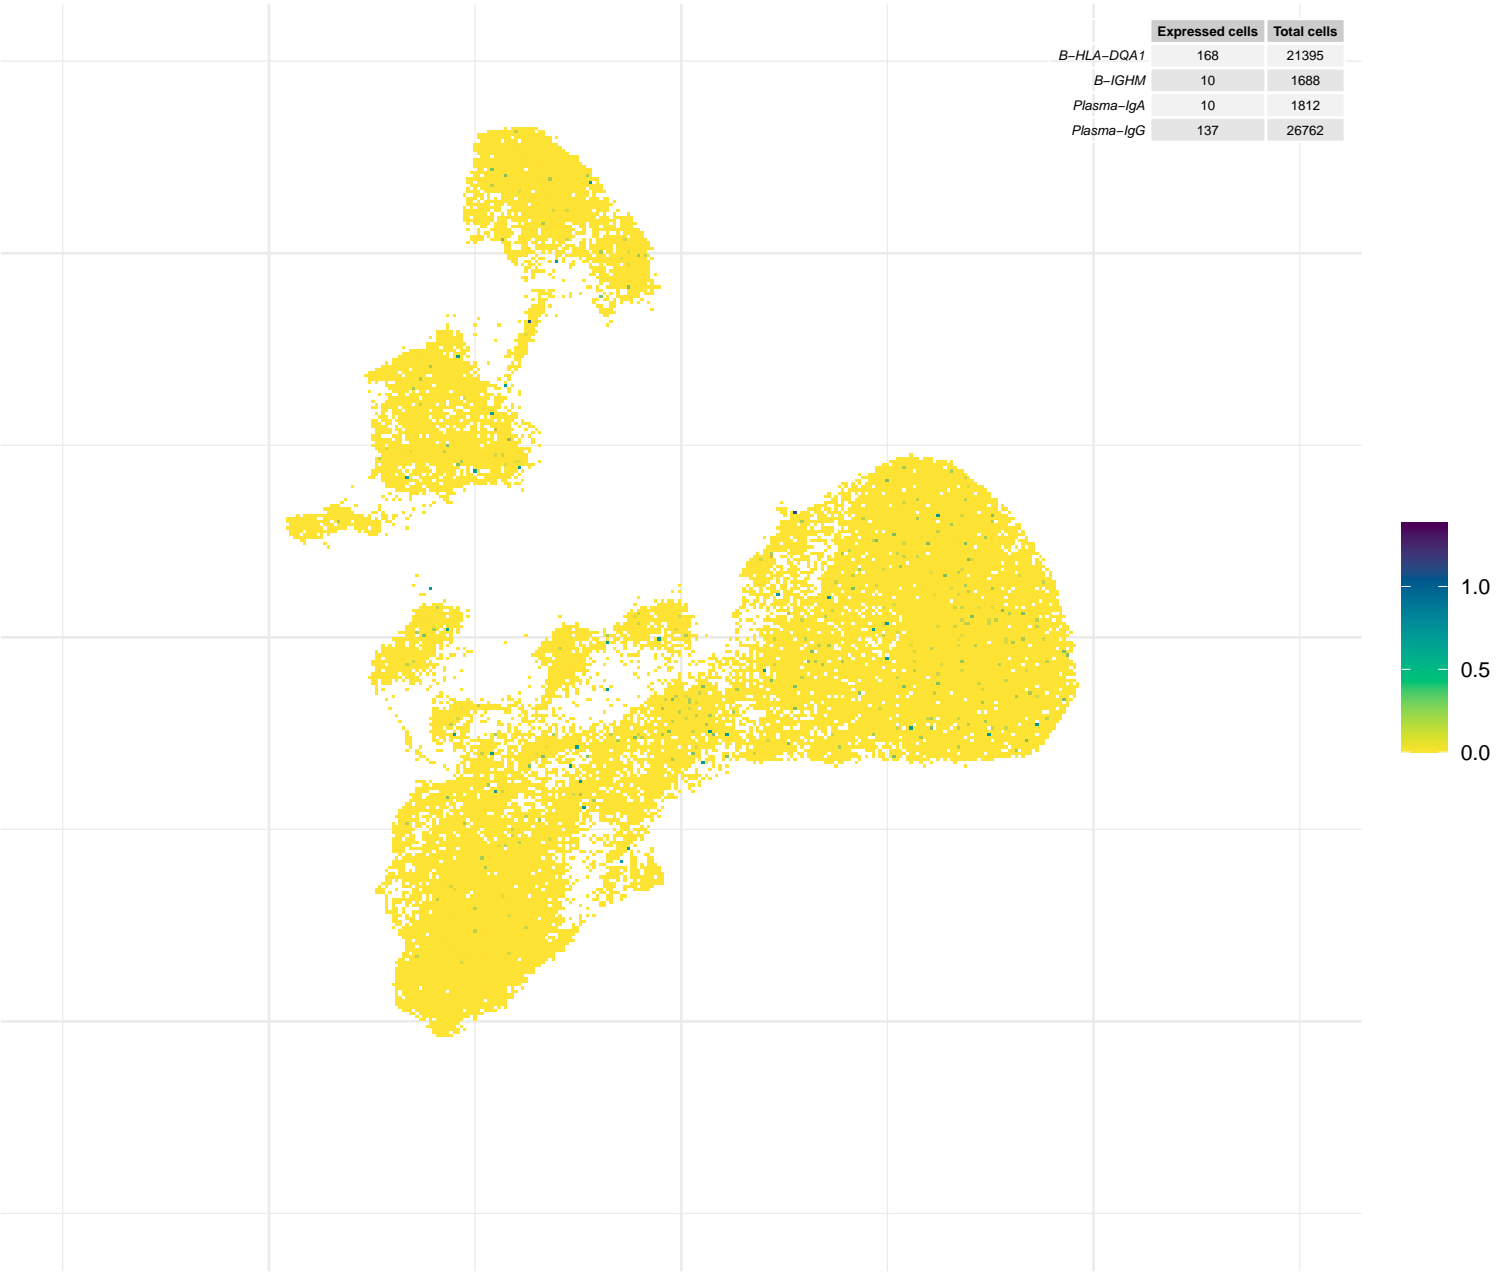 Expressed cells Total cells
B−HLA−DQA1 168 21395
B−IGHM 10 1688
Plasma−IgA 10 1812
Plasma−IgG 137 26762
1.0
0.5
0.0